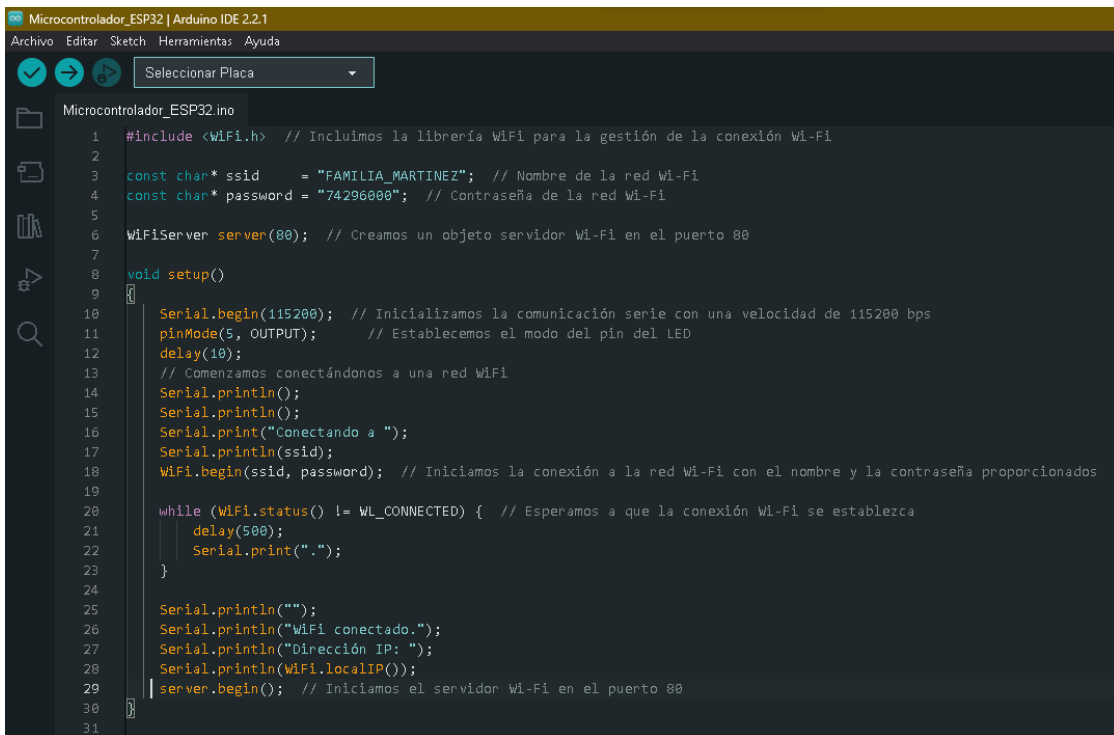 Microcontrolador_ESP32 | Arduino IDE 2.2.1
Archivo Editar Sketch Herramientas Ayuda
Seleccionar Placa
Microcontrolador_ESP32.ino
1 #include <WiFi.h>  // Incluimos la librería WiFi para la gestión de la conexión Wi-Fi
2
3 const char* ssid     = "FAMILIA_MARTINEZ";  // Nombre de la red Wi-Fi
4 const char* password = "74296000";  // Contraseña de la red Wi-Fi
5
6 WiFiServer server(80);  // Creamos un objeto servidor Wi-Fi en el puerto 80
7
8 void setup()
9 {
10     Serial.begin(115200);  // Inicializamos la comunicación serie con una velocidad de 115200 bps
11     pinMode(5, OUTPUT);      // Establecemos el modo del pin del LED
12     delay(10);
13     // Comenzamos conectándonos a una red WiFi
14     Serial.println();
15     Serial.println();
16     Serial.print("Conectando a ");
17     Serial.println(ssid);
18     WiFi.begin(ssid, password);  // Iniciamos la conexión a la red Wi-Fi con el nombre y la contraseña proporcionados
19
20     while (WiFi.status() != WL_CONNECTED) {  // Esperamos a que la conexión Wi-Fi se establezca
21         delay(500);
22         Serial.print(".");
23     }
24
25     Serial.println("");
26     Serial.println("WiFi conectado.");
27     Serial.println("Dirección IP: ");
28     Serial.println(WiFi.localIP());
29     server.begin();  // Iniciamos el servidor Wi-Fi en el puerto 80
30 }
31